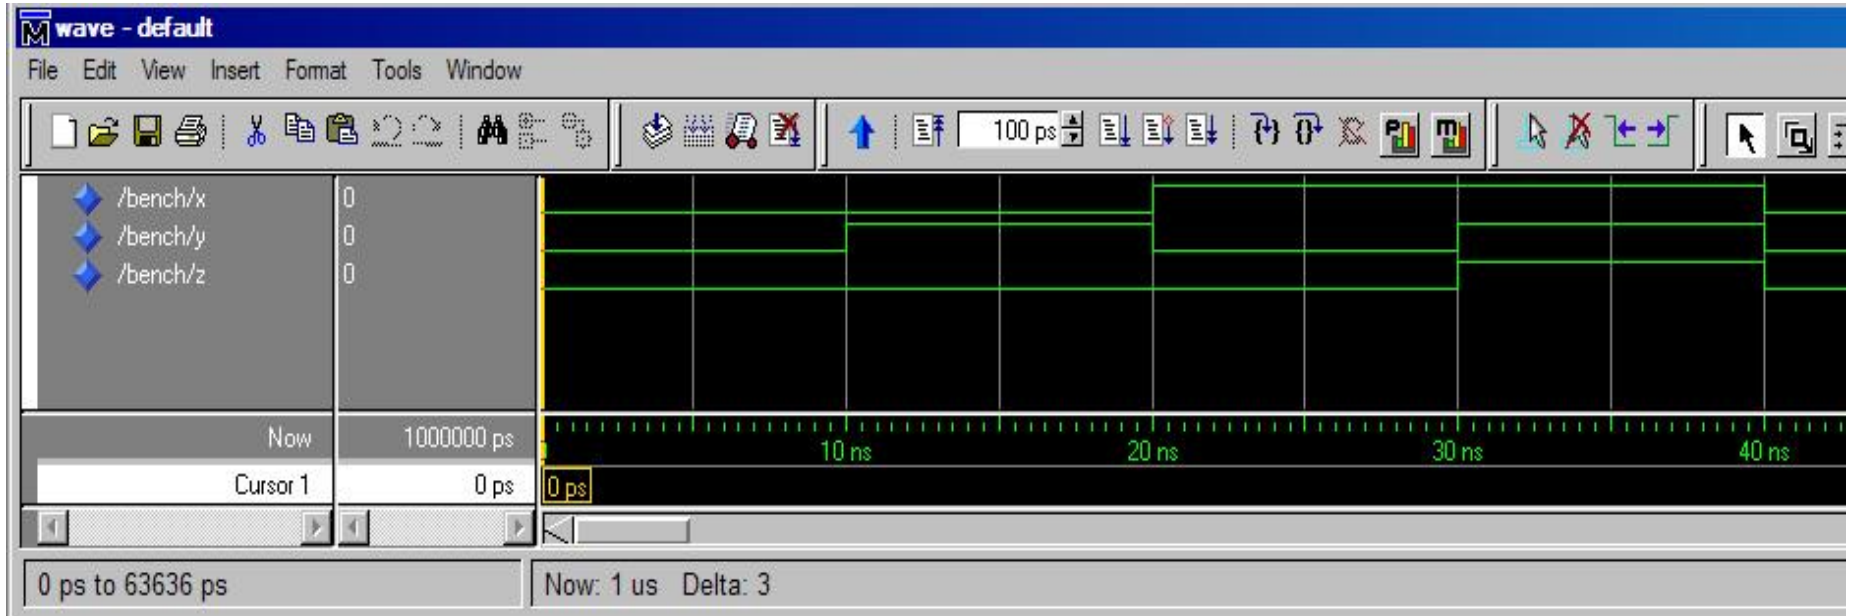 wave - default
File Edit View Insert Format Tools Window
100 ps
/bench/x 0
/bench/y 0
/bench/z 0
Now 1000000 ps
10 ns 20 ns 30 ns 40 ns
Cursor 1 0 ps 0 ps
0 ps to 63636 ps Now: 1 us Delta: 3